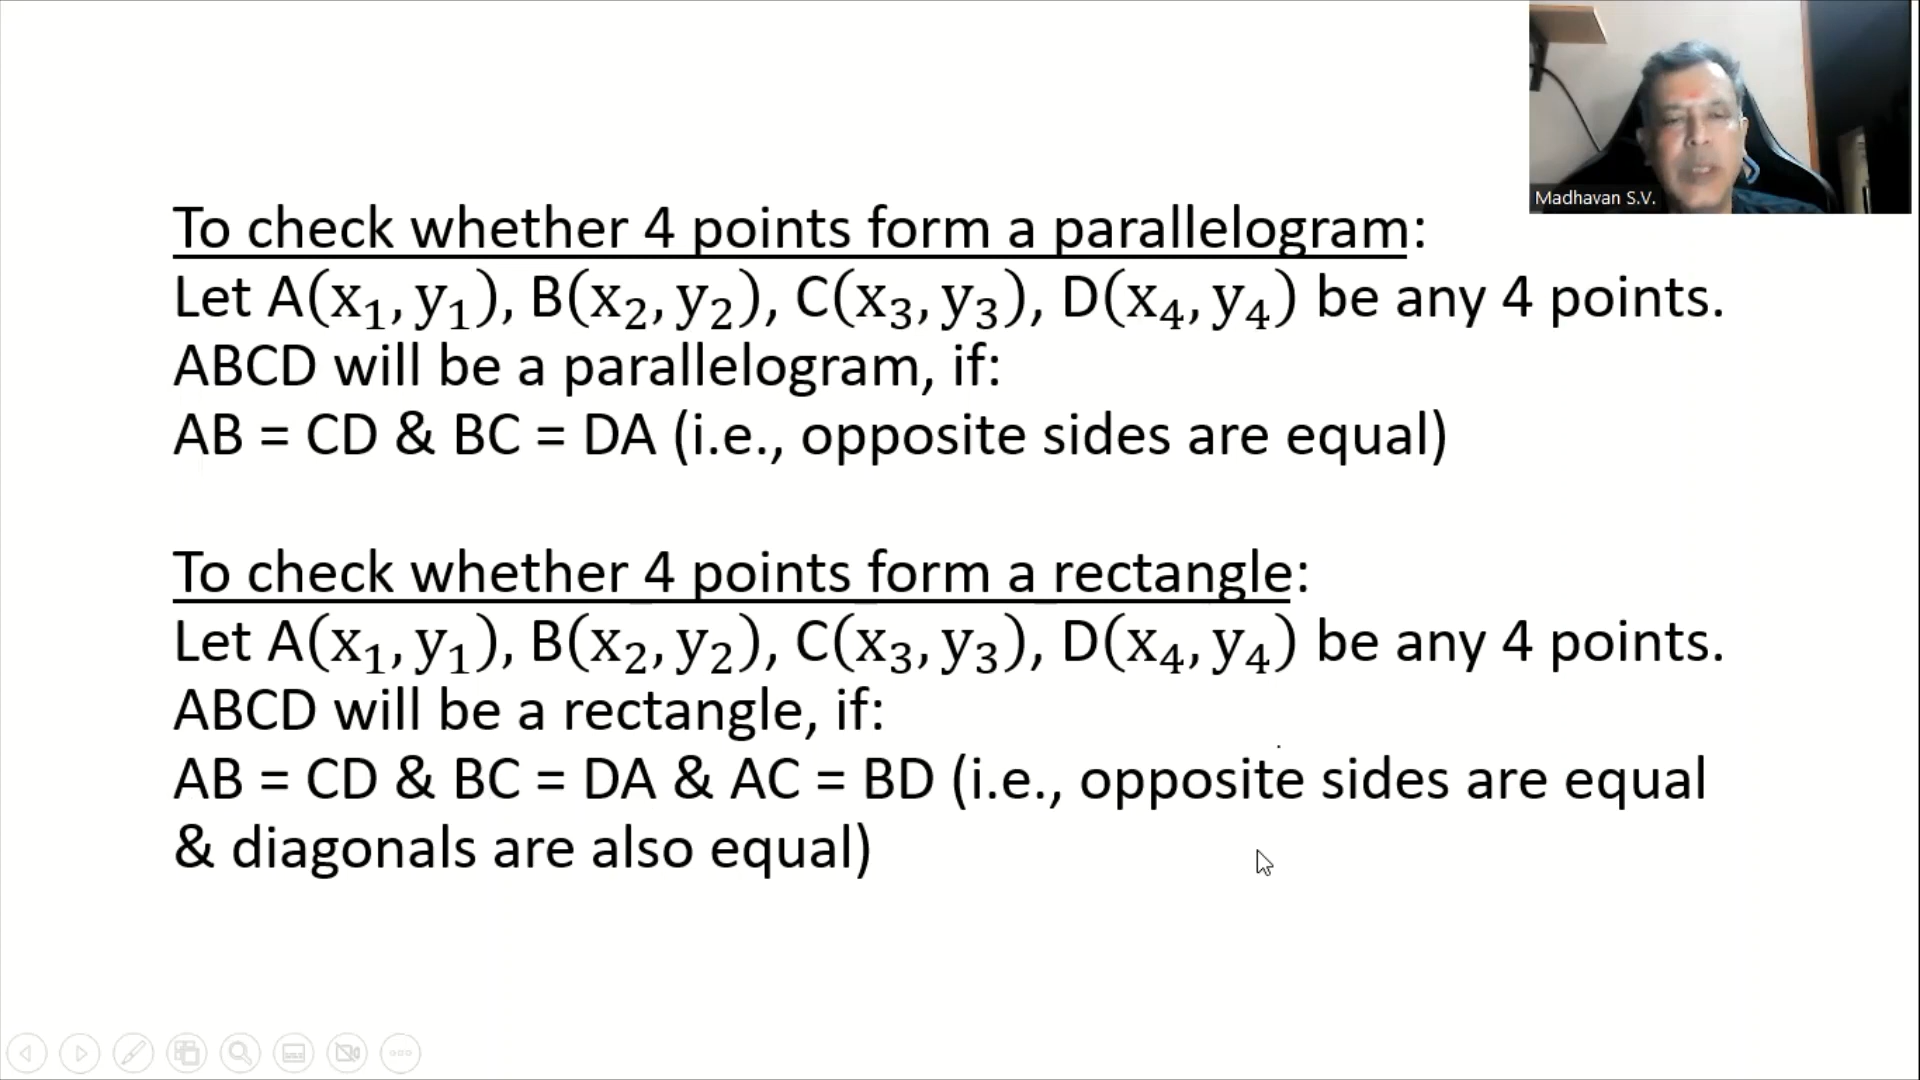 Madhavan S.V.
To check whether 4 points form a parallelogram:
Let A(x₁, y₁), B(x₂, y₂), C(x₃, y₃), D(x₄, y₄) be any 4 points.
ABCD will be a parallelogram, if:
AB = CD & BC = DA (i.e., opposite sides are equal)
To check whether 4 points form a rectangle:
Let A(x₁, y₁), B(x₂, y₂), C(x₃, y₃), D(x₄, y₄) be any 4 points.
ABCD will be a rectangle, if:
AB = CD & BC = DA & AC = BD (i.e., opposite sides are equal
& diagonals are also equal)